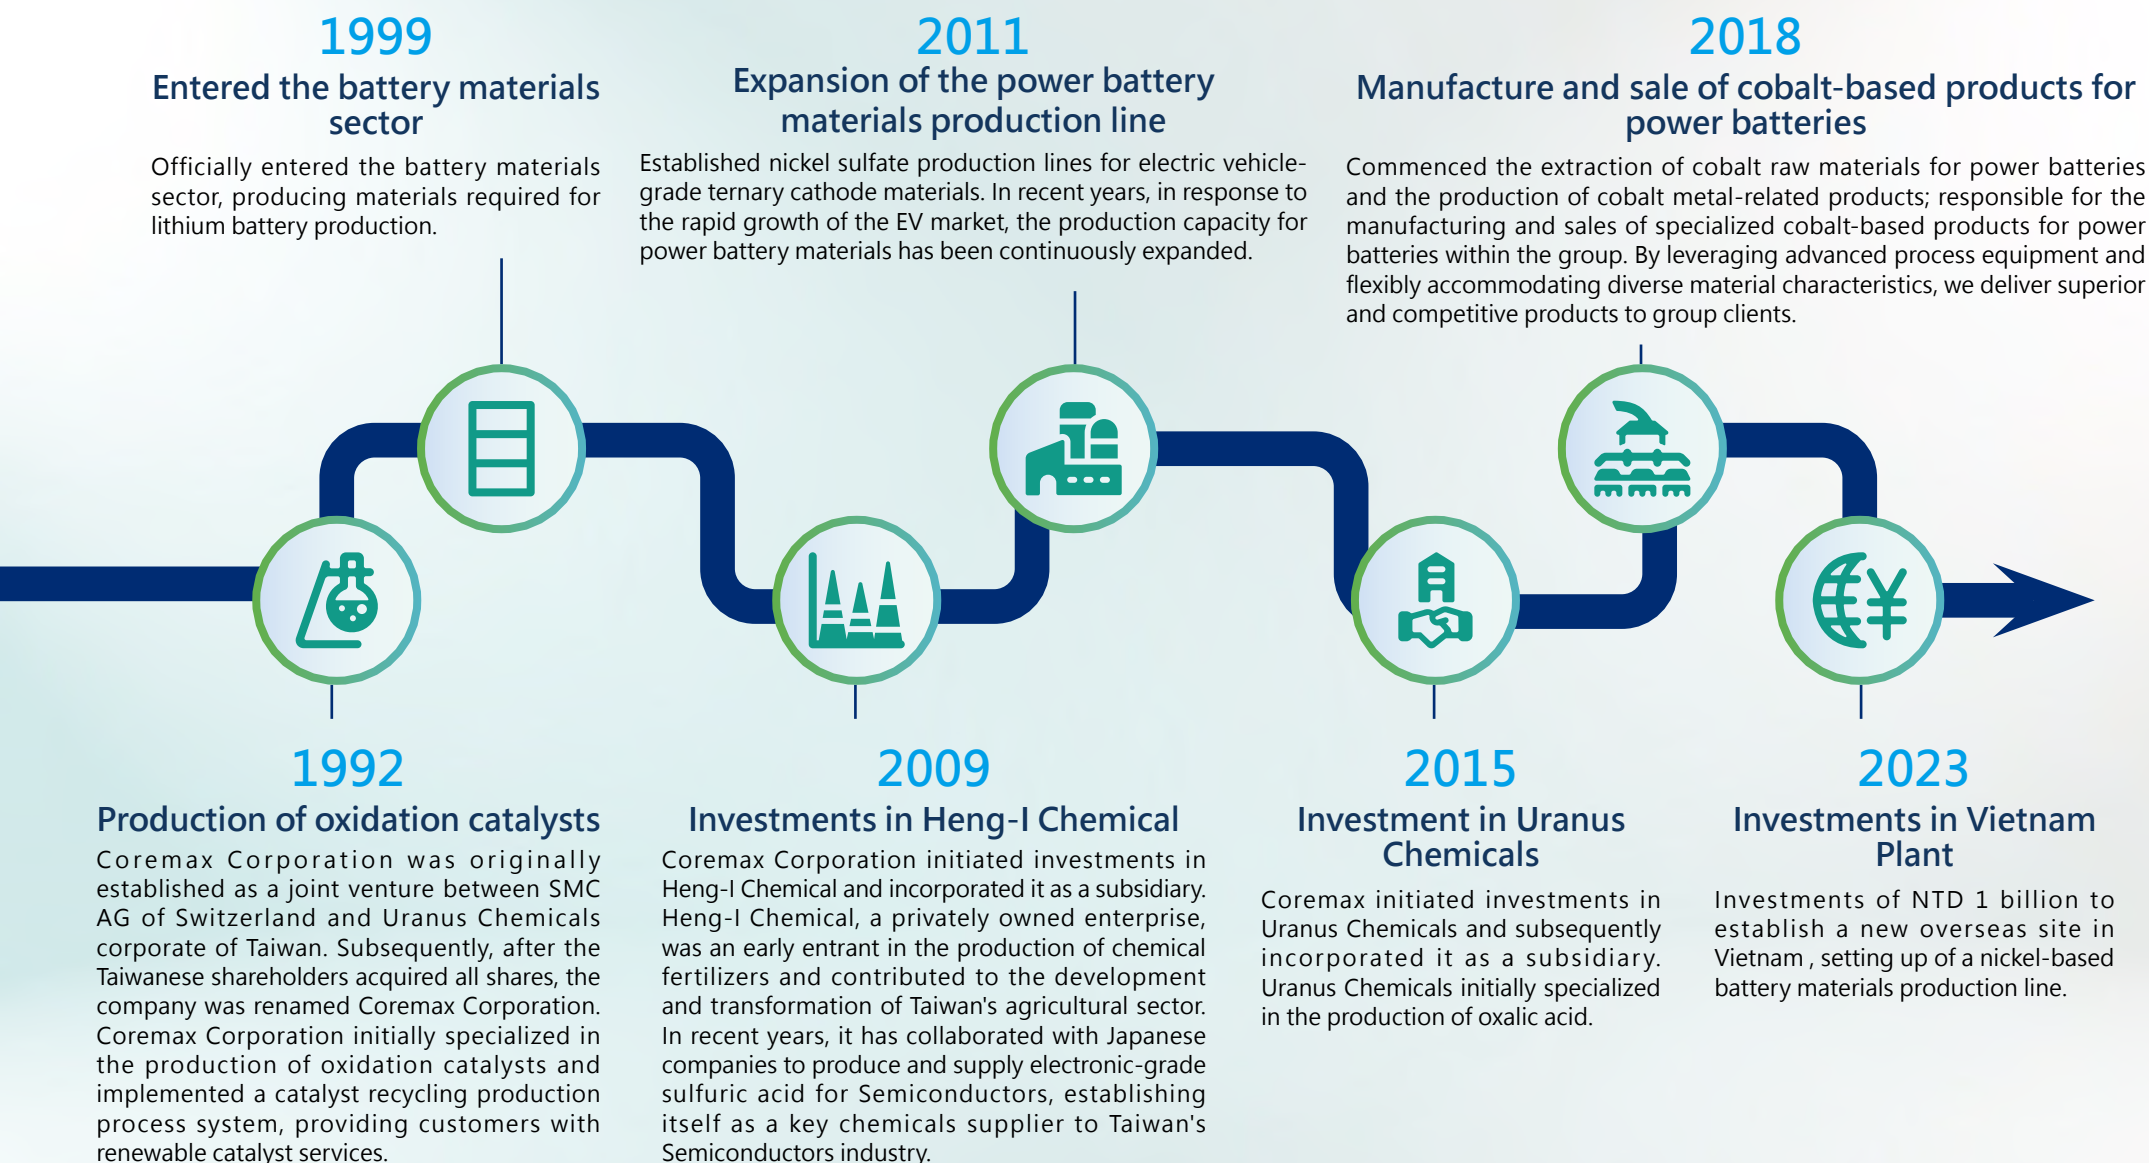 1999
Entered the battery materials
sector
Officially entered the battery materials
sector, producing materials required for
lithium battery production.
2011
Expansion of the power battery
materials production line
Established nickel sulfate production lines for electric vehicle-
grade ternary cathode materials. In recent years, in response to
the rapid growth of the EV market, the production capacity for
power battery materials has been continuously expanded.
2018
Manufacture and sale of cobalt-based products for
power batteries
Commenced the extraction of cobalt raw materials for power batteries
and the production of cobalt metal-related products; responsible for the
manufacturing and sales of specialized cobalt-based products for power
batteries within the group. By leveraging advanced process equipment and
flexibly accommodating diverse material characteristics, we deliver superior
and competitive products to group clients.
1992
Production of oxidation catalysts
Coremax Corporation was originally
established as a joint venture between SMC
AG of Switzerland and Uranus Chemicals
corporate of Taiwan. Subsequently, after the
Taiwanese shareholders acquired all shares, the
company was renamed Coremax Corporation.
Coremax Corporation initially specialized in
the production of oxidation catalysts and
implemented a catalyst recycling production
process system, providing customers with
renewable catalyst services.
2009
Investments in Heng-I Chemical
Coremax Corporation initiated investments in
Heng-I Chemical and incorporated it as a subsidiary.
Heng-I Chemical, a privately owned enterprise,
was an early entrant in the production of chemical
fertilizers and contributed to the development
and transformation of Taiwan's agricultural sector.
In recent years, it has collaborated with Japanese
companies to produce and supply electronic-grade
sulfuric acid for Semiconductors, establishing
itself as a key chemicals supplier to Taiwan's
Semiconductors industry.
2015
Investment in Uranus
Chemicals
Coremax initiated investments in
Uranus Chemicals and subsequently
incorporated it as a subsidiary.
Uranus Chemicals initially specialized
in the production of oxalic acid.
2023
Investments in Vietnam
Plant
Investments of NTD 1 billion to
establish a new overseas site in
Vietnam , setting up of a nickel-based
battery materials production line.